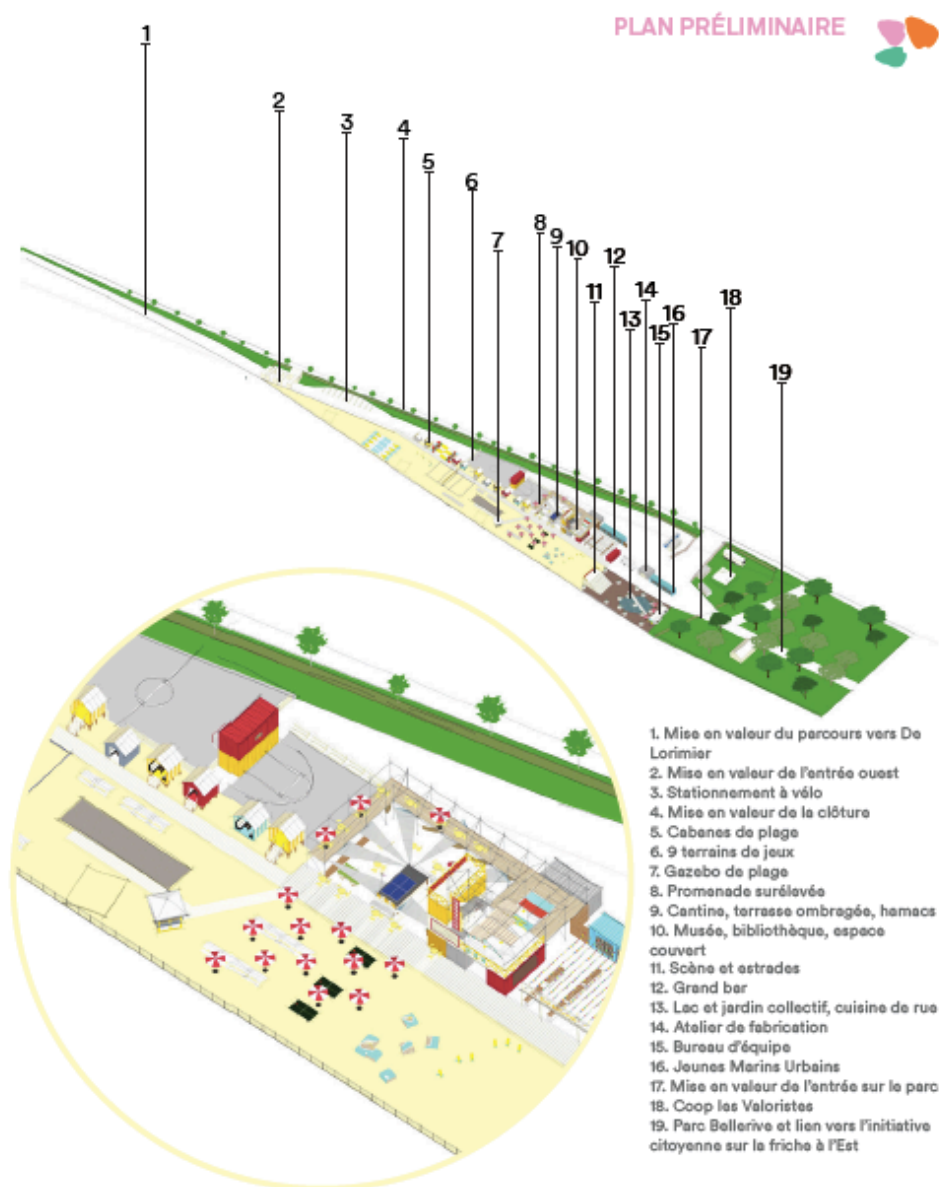 PLAN PRÉLIMINAIRE
1
2
3
4
5
6
7
8
9
10
11
12
13
14
15
16
17
18
19
1. Mise en valeur du parcours vers De
Lorimier
2. Mise en valeur de l'entrée ouest
3. Stationnement à vélo
4. Mise en valeur de la clôture
5. Cabanes de plage
6. 9 terrains de jeux
7. Gazebo de plage
8. Promenade surélevée
9. Cantine, terrasse ombragée, hamacs
10. Musée, bibliothèque, espace
couvert
11. Scène et estrades
12. Grand bar
13. Lac et jardin collectif, cuisine de rue
14. Atelier de fabrication
15. Bureau d'équipe
16. Jeunes Marins Urbains
17. Mise en valeur de l'entrée sur le parc
18. Coop les Valoristes
19. Parc Bellerive et lien vers l'initiative
citoyenne sur la friche à l'Est